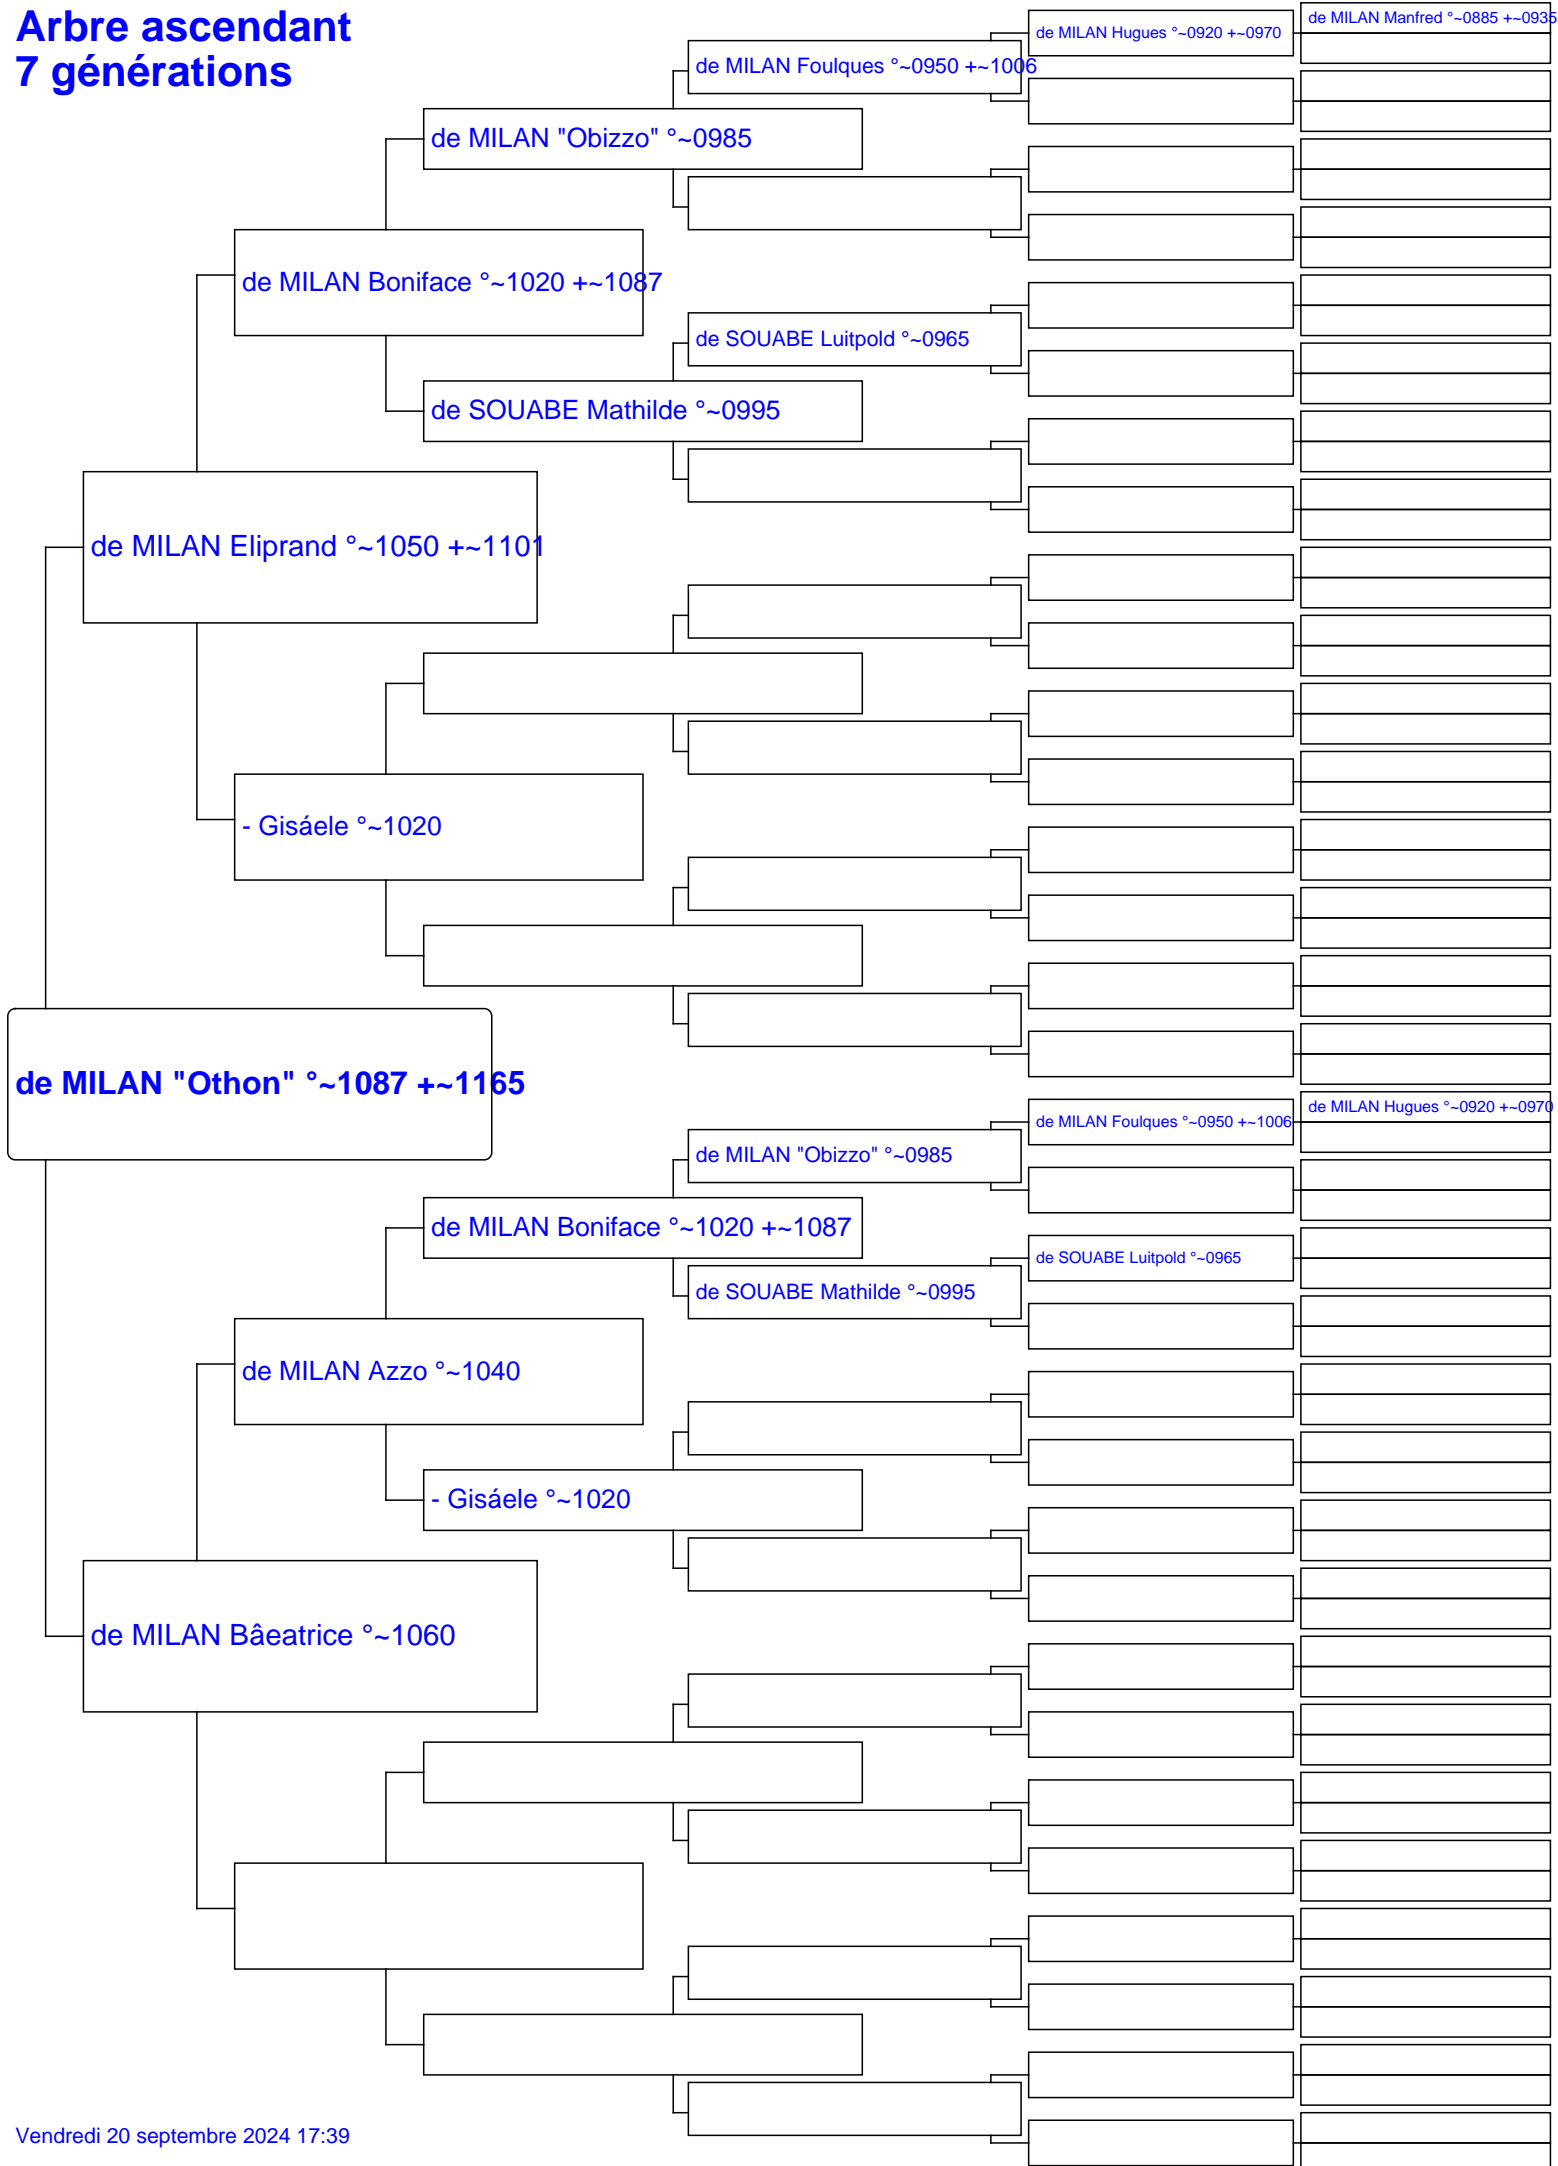 Arbre ascendant
7 générations
de MILAN Manfred °~0885 +~0935
de MILAN Hugues °~0920 +~0970
de MILAN Foulques °~0950 +~1006
de MILAN "Obizzo" °~0985
de MILAN Boniface °~1020 +~1087
de SOUABE Luitpold °~0965
de SOUABE Mathilde °~0995
de MILAN Eliprand °~1050 +~1101
- Gisáele °~1020
de MILAN "Othon" °~1087 +~1165
de MILAN Hugues °~0920 +~0970
de MILAN Foulques °~0950 +~1006
de MILAN "Obizzo" °~0985
de MILAN Boniface °~1020 +~1087
de SOUABE Luitpold °~0965
de SOUABE Mathilde °~0995
de MILAN Azzo °~1040
- Gisáele °~1020
de MILAN Bâeatrice °~1060
Vendredi 20 septembre 2024 17:39